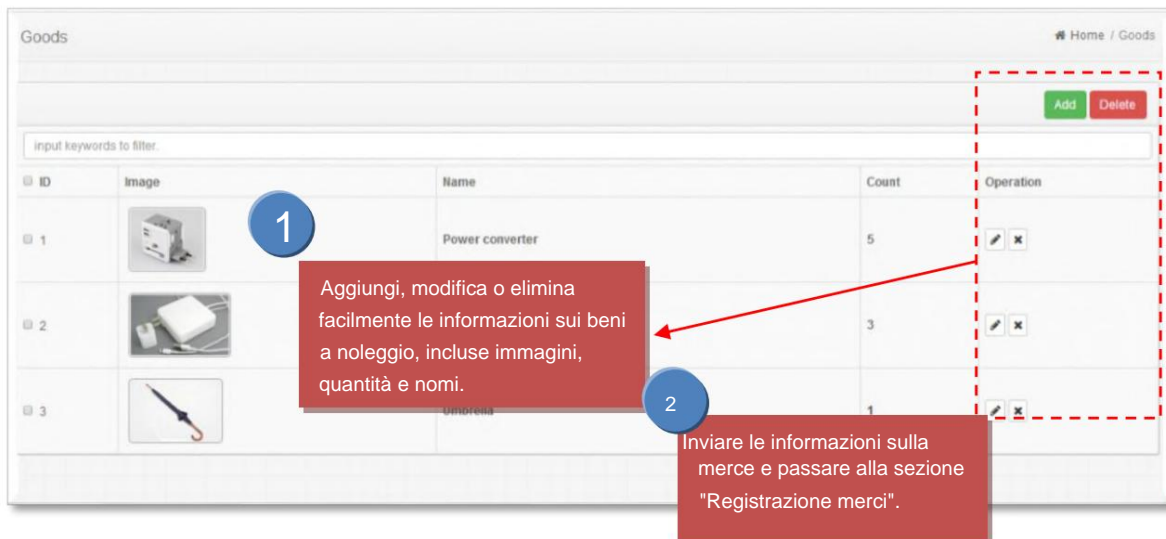 Goods
Home / Goods
Add Delete
input keywords to filter.
ID Image Name Count Operation
1 Power converter 5
1
Aggiungi, modifica o elimina
facilmente le informazioni sui beni
a noleggio, incluse immagini,
quantità e nomi.
2 3
3 Umbrella 1
2
Inviare le informazioni sulla
merce e passare alla sezione
"Registrazione merci".